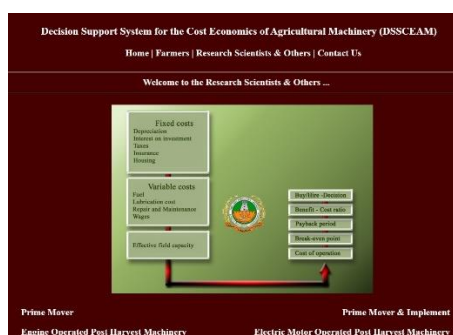 Decision Support System for the Cost Economics of Agricultural Machinery (DSSCEAM)
Home | Farmers | Research Scientists & Others | Contact Us
Welcome to the Research Scientists & Others ...
Fixed costs
Depreciation
Interest on investment
Taxes
Insurance
Housing
Variable costs
Fuel
Lubrication cost
Repair and Maintenance
Wages
Effective field capacity
Buy/Hire -Decision
Benefit - Cost ratio
Payback period
Break-even point
Cost of operation
Prime Mover
Prime Mover & Implement
Engine Operated Post Harvest Machinery
Electric Motor Operated Post Harvest Machinery